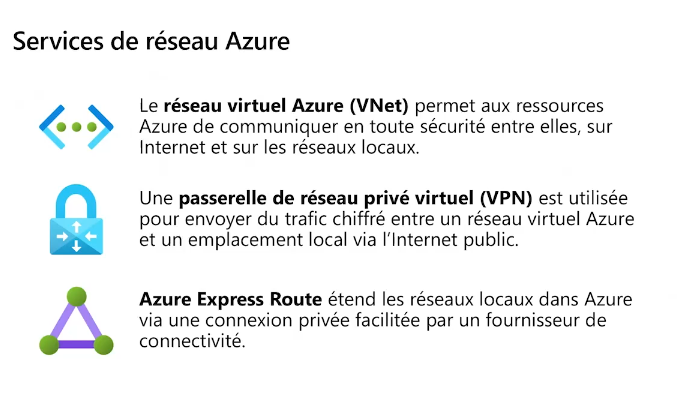 Services de réseau Azure
Le réseau virtuel Azure (VNet) permet aux ressources
Azure de communiquer en toute sécurité entre elles, sur
Internet et sur les réseaux locaux.
Une passerelle de réseau privé virtuel (VPN) est utilisée
pour envoyer du trafic chiffré entre un réseau virtuel Azure
et un emplacement local via l’Internet public.
Azure Express Route étend les réseaux locaux dans Azure
via une connexion privée facilitée par un fournisseur de
connectivité.